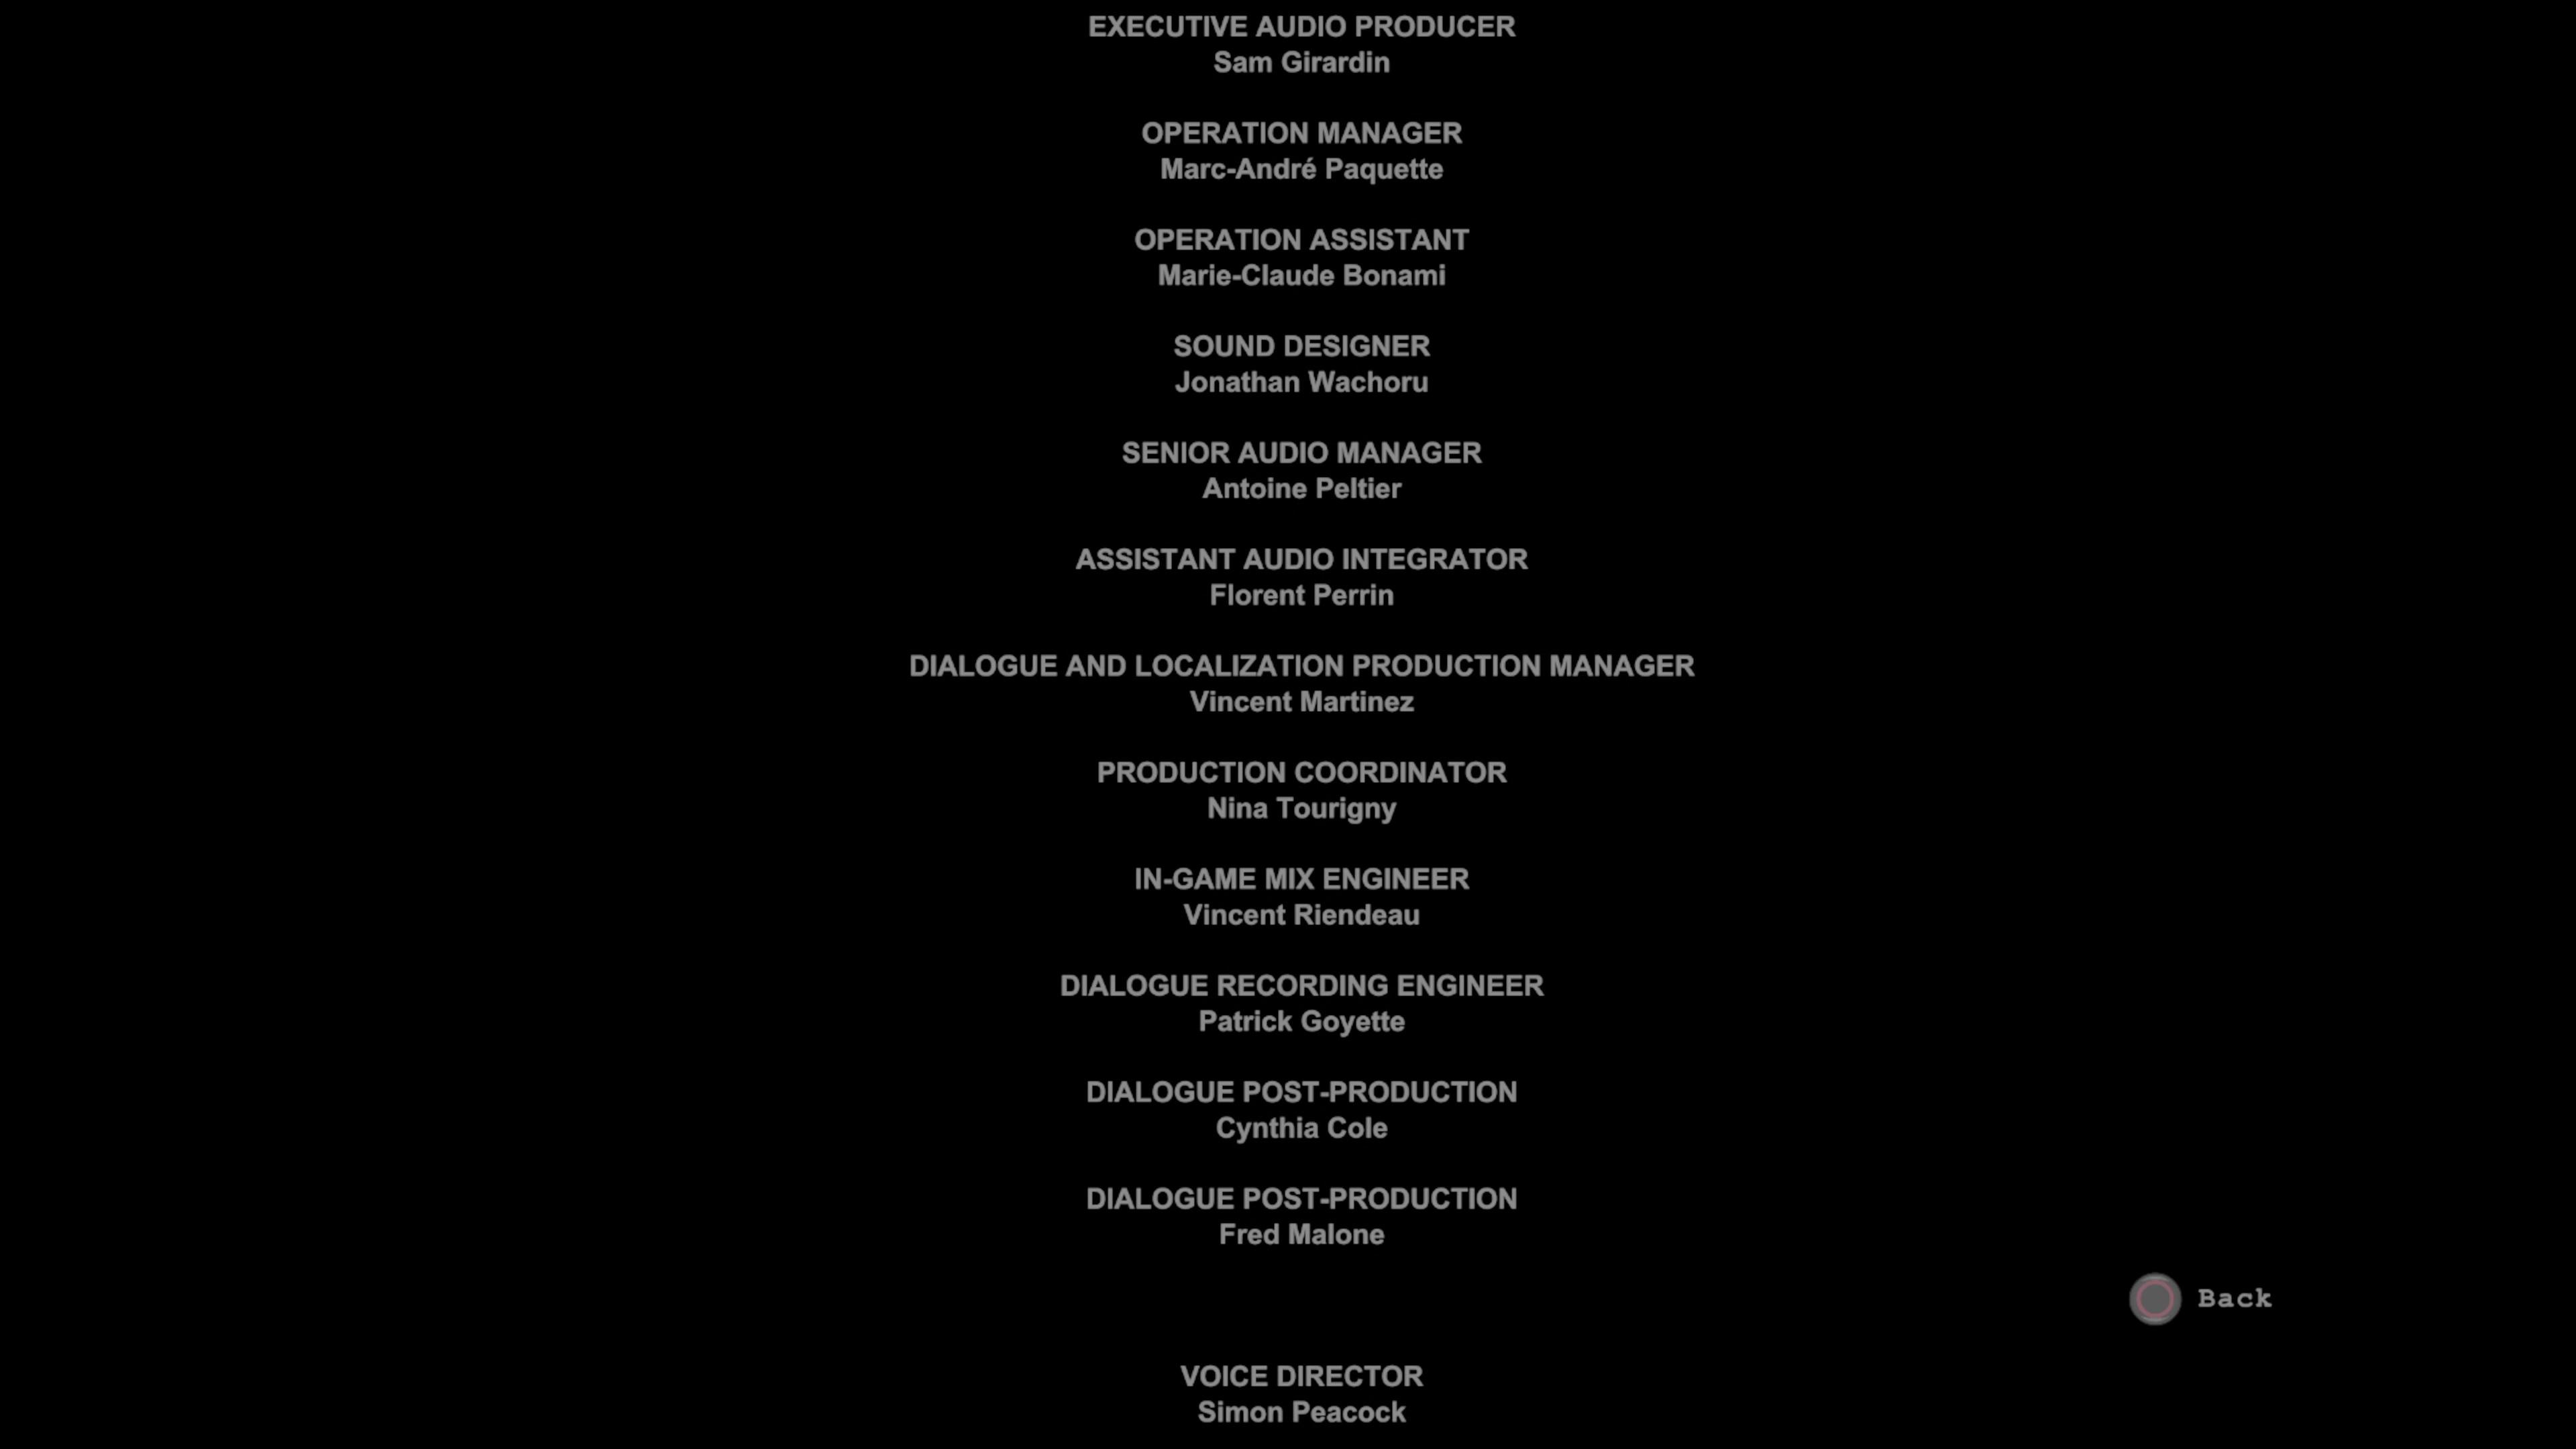 EXECUTIVE AUDIO PRODUCER
Sam Girardin
OPERATION MANAGER
Marc-André Paquette
OPERATION ASSISTANT
Marie-Claude Bonami
SOUND DESIGNER
Jonathan Wachoru
SENIOR AUDIO MANAGER
Antoine Peltier
ASSISTANT AUDIO INTEGRATOR
Florent Perrin
DIALOGUE AND LOCALIZATION PRODUCTION MANAGER
Vincent Martinez
PRODUCTION COORDINATOR
Nina Tourigny
IN-GAME MIX ENGINEER
Vincent Riendeau
DIALOGUE RECORDING ENGINEER
Patrick Goyette
DIALOGUE POST-PRODUCTION
Cynthia Cole
DIALOGUE POST-PRODUCTION
Fred Malone
Back
VOICE DIRECTOR
Simon Peacock